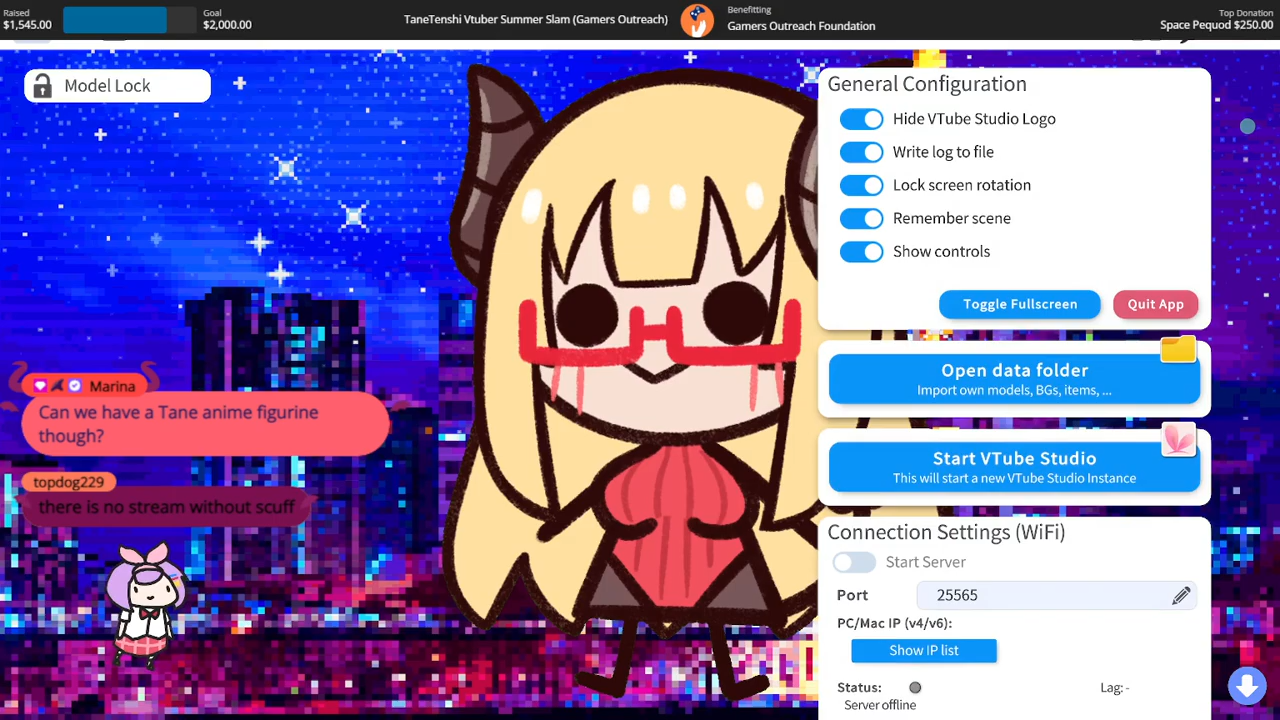 Raised
$1,545.00
Goal
$2,000.00
TaneTenshi Vtuber Summer Slam (Gamers Outreach)
Benefitting
Gamers Outreach Foundation
Top Donation
Space Pequod $250.00
Model Lock
General Configuration
Hide VTube Studio Logo
Write log to file
Lock screen rotation
Remember scene
Show controls
Toggle Fullscreen
Quit App
Open data folder
Import own models, BGs, items, ...
Start VTube Studio
This will start a new VTube Studio Instance
Connection Settings (WiFi)
Start Server
Port
25565
PC/Mac IP (v4/v6):
Show IP list
Status:
Lag: -
Server offline
Marina
Can we have a Tane anime figurine
though?
topdog229
there is no stream without scuff